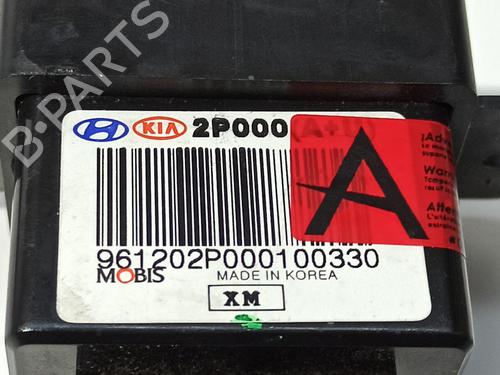 B-PARTS
KIA 2P000 (A+D)
A
961202P000100330
MOBIS MADE IN KOREA
XM